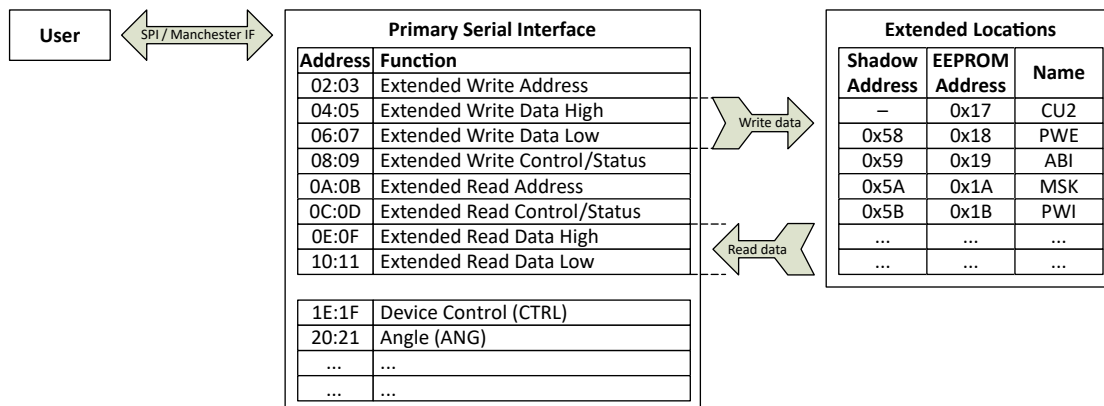 User
SPI / Manchester IF
Primary Serial Interface
Address Function
02:03 Extended Write Address
04:05 Extended Write Data High
06:07 Extended Write Data Low
08:09 Extended Write Control/Status
0A:0B Extended Read Address
0C:0D Extended Read Control/Status
0E:0F Extended Read Data High
10:11 Extended Read Data Low
1E:1F Device Control (CTRL)
20:21 Angle (ANG)
... ...
... ...
Write data
Read data
Extended Locations
Shadow Address EEPROM Address Name
– 0x17 CU2
0x58 0x18 PWE
0x59 0x19 ABI
0x5A 0x1A MSK
0x5B 0x1B PWI
... ... ...
... ... ...